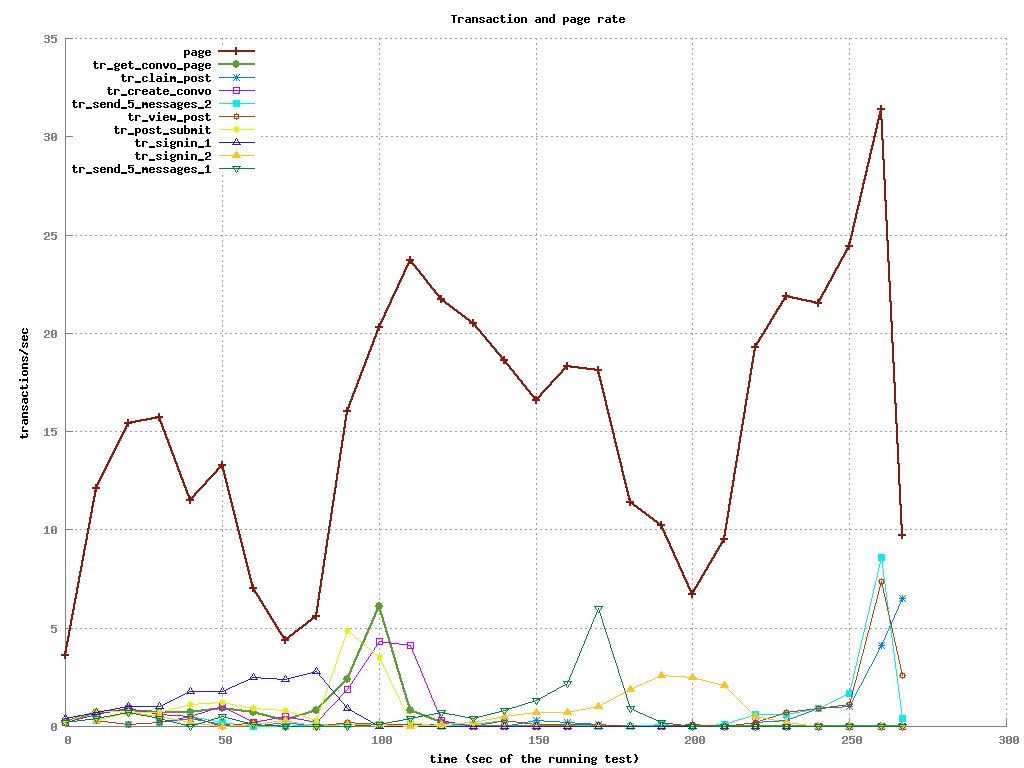 Transaction and page rate
35
30
25
20
15
10
5
0
transactions/sec
page
tr_get_convo_page
tr_claim_post
tr_create_convo
tr_send_5_messages_2
tr_view_post
tr_post_submit
tr_signin_1
tr_signin_2
tr_send_5_messages_1
0 50 100 150 200 250 300
time (sec of the running test)